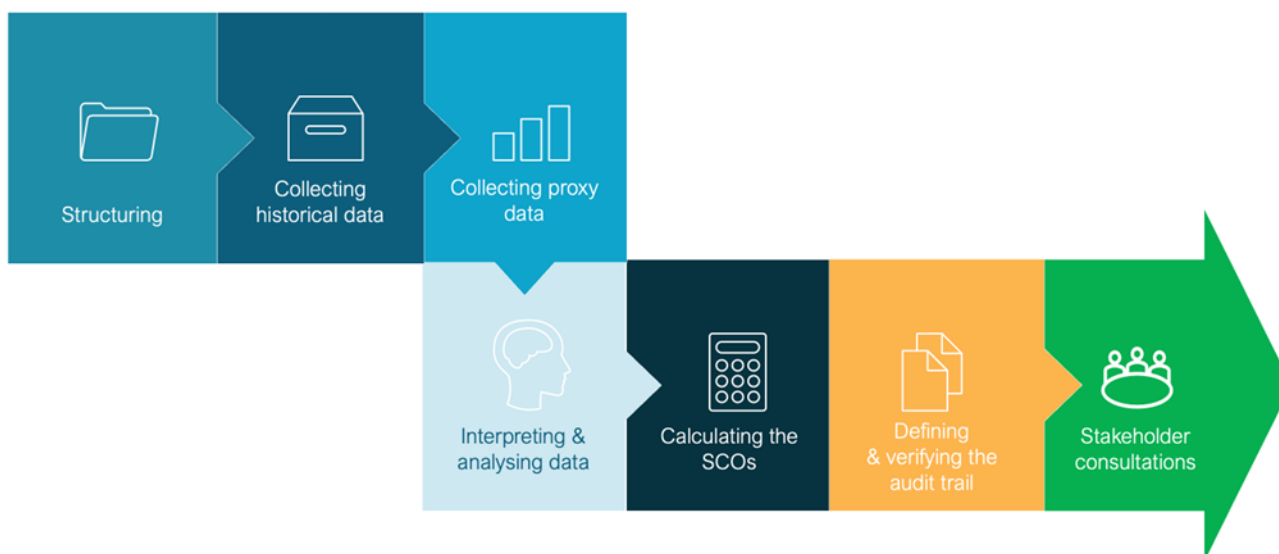 Structuring
Collecting
historical data
Collecting proxy
data
Interpreting &
analysing data
Calculating the
SCOs
Defining
& verifying the
audit trail
Stakeholder
consultations